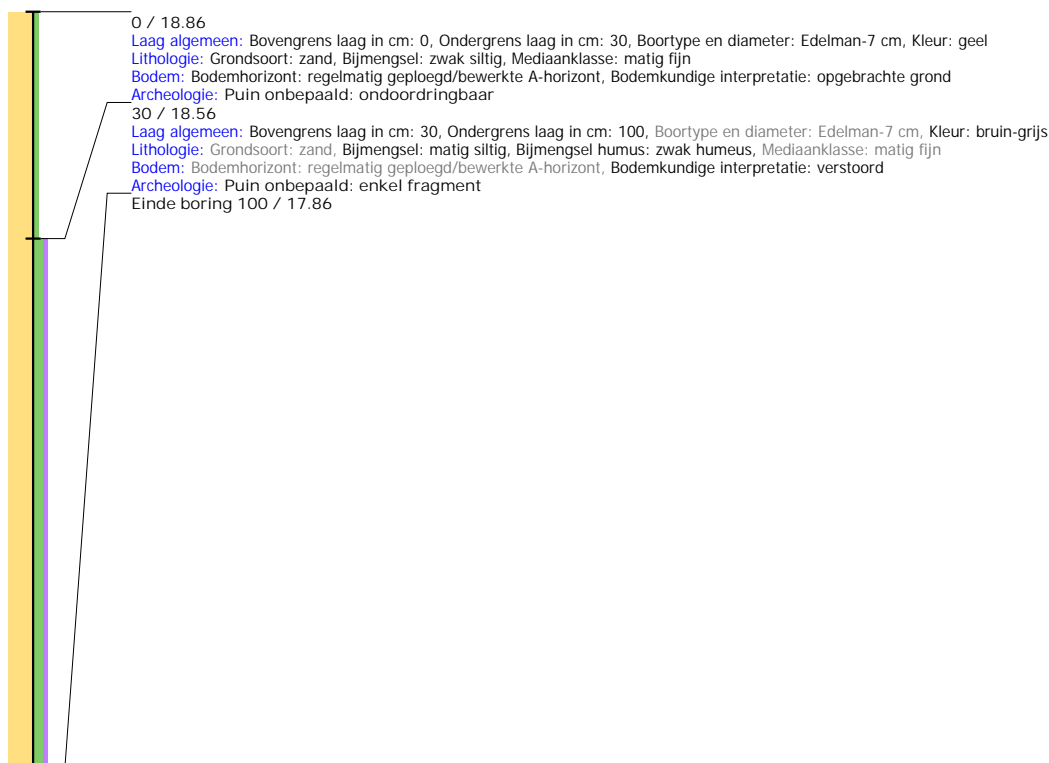 0 / 18.86
Laag algemeen: Bovengrens laag in cm: 0, Ondergrens laag in cm: 30, Boortype en diameter: Edelman-7 cm, Kleur: geel
Lithologie: Grondsoort: zand, Bijmengsel: zwak siltig, Mediaanklasse: matig fijn
Bodem: Bodemhorizont: regelmatig geploegd/bewerkte A-horizont, Bodemkundige interpretatie: opgebrachte grond
Archeologie: Puin onbepaald: ondoordringbaar
30 / 18.56
Laag algemeen: Bovengrens laag in cm: 30, Ondergrens laag in cm: 100, Boortype en diameter: Edelman-7 cm, Kleur: bruin-grijs
Lithologie: Grondsoort: zand, Bijmengsel: matig siltig, Bijmengsel humus: zwak humeus, Mediaanklasse: matig fijn
Bodem: Bodemhorizont: regelmatig geploegd/bewerkte A-horizont, Bodemkundige interpretatie: verstoord
Archeologie: Puin onbepaald: enkel fragment
Einde boring 100 / 17.86